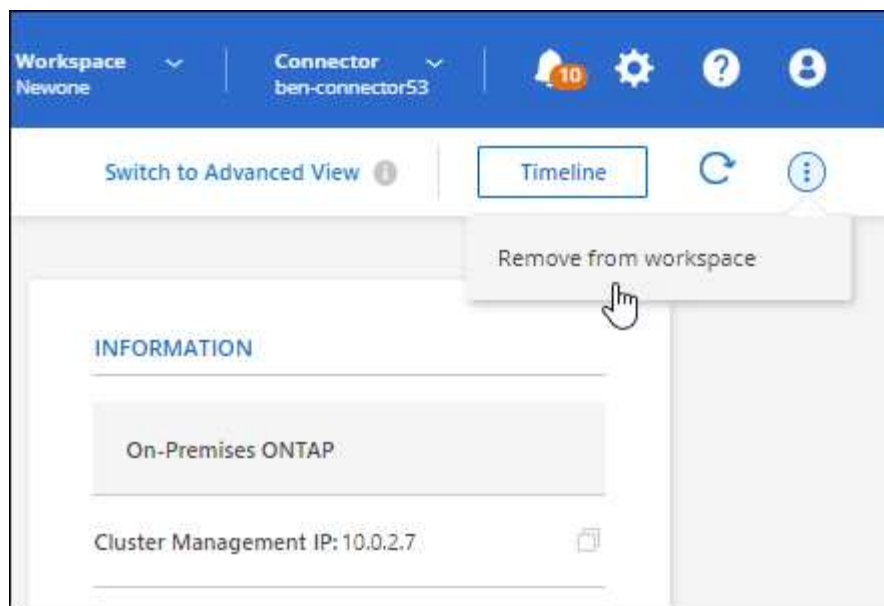 Workspace
Newone
Connector
ben-connector53
10
Switch to Advanced View
Timeline
Remove from workspace
INFORMATION
On-Premises ONTAP
Cluster Management IP: 10.0.2.7